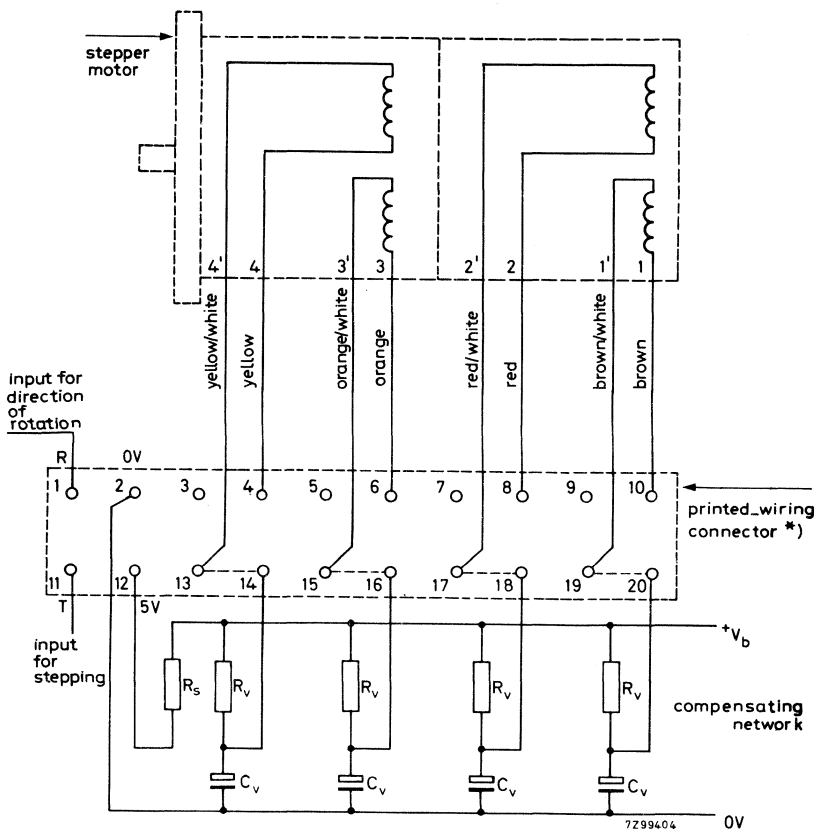 stepper
motor
4' 4 3' 3 2' 2 1' 1
yellow/white
yellow
orange/white
orange
red/white
red
brown/white
brown
input for
direction
of
rotation
R 0V
1 2 3 4 5 6 7 8 9 10
printed_wiring
connector *)
11 12 13 14 15 16 17 18 19 20
T 5V
input
for
stepping
+Vb
Rs Rv Rv Rv Rv
compensating
network
Cv Cv Cv Cv
7Z99404
0V